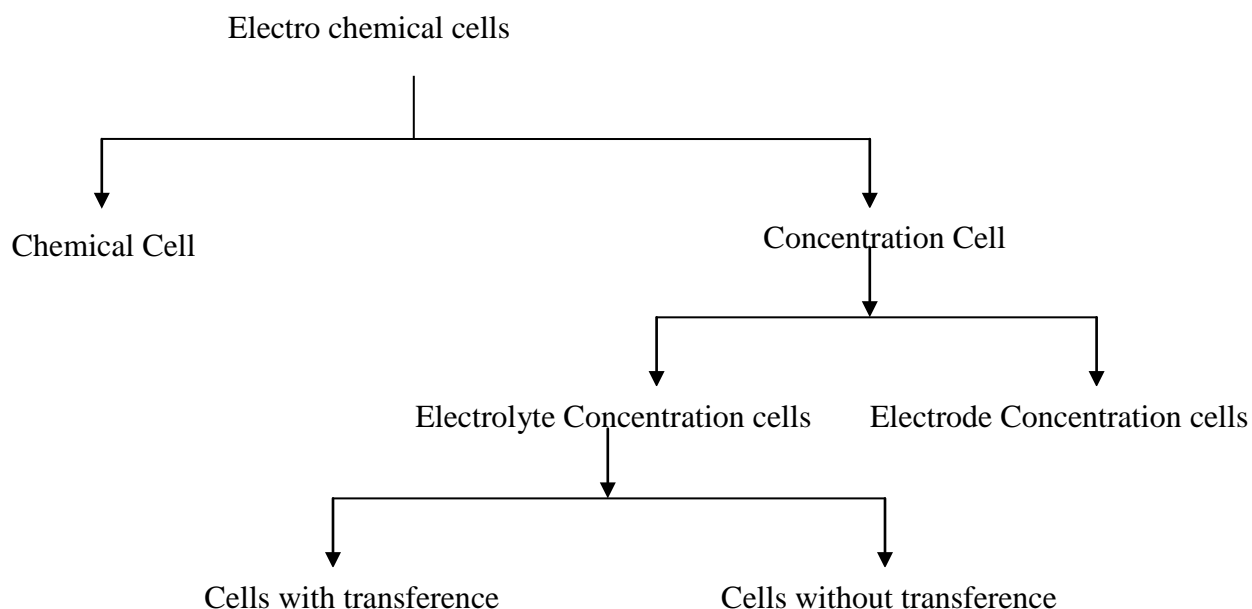 Electro chemical cells
Chemical Cell
Concentration Cell
Electrolyte Concentration cells
Electrode Concentration cells
Cells with transference
Cells without transference